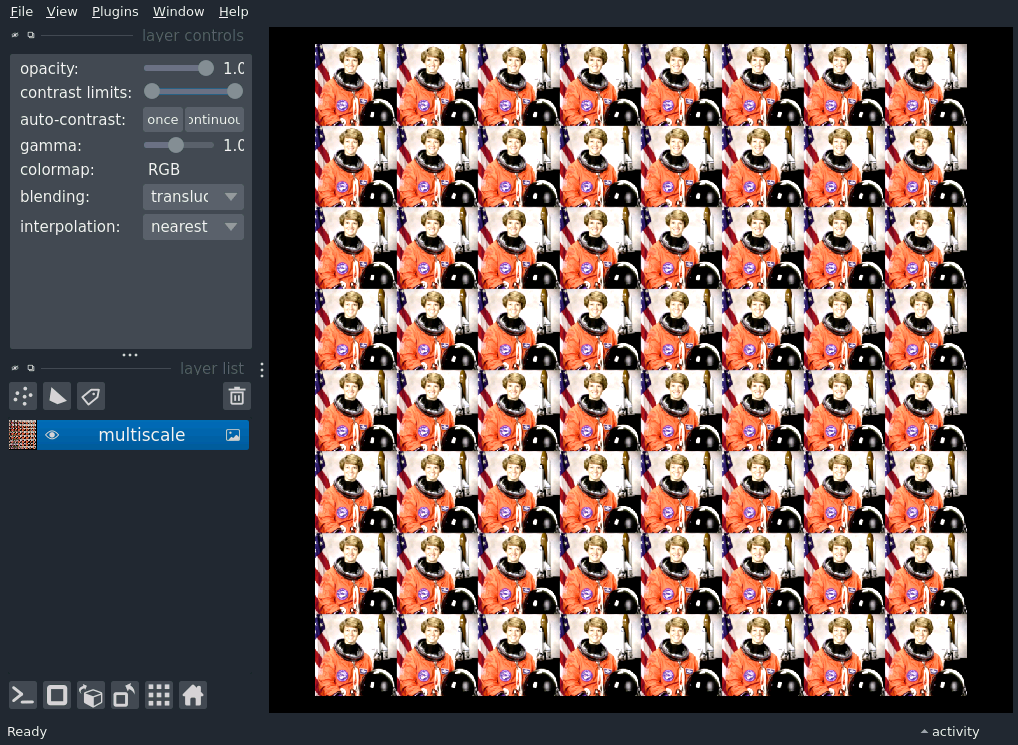 File View Plugins Window Help
layer controls
opacity: 1.0
contrast limits:
auto-contrast: once ontinuou
gamma: 1.0
colormap: RGB
blending: transluc
interpolation: nearest
layer list
multiscale
Ready activity